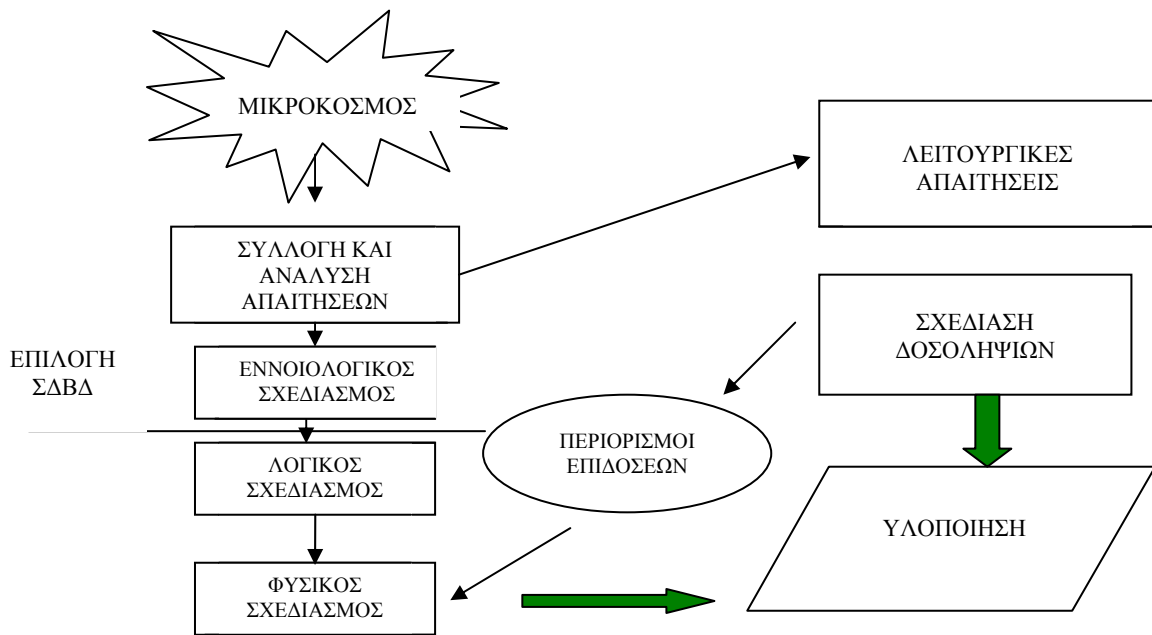 ΜΙΚΡΟΚΟΣΜΟΣ
ΛΕΙΤΟΥΡΓΙΚΕΣ
ΑΠΑΙΤΗΣΕΙΣ
ΣΥΛΛΟΓΗ ΚΑΙ
ΑΝΑΛΥΣΗ
ΑΠΑΙΤΗΣΕΩΝ
ΣΧΕΔΙΑΣΗ
ΔΟΣΟΛΗΨΙΩΝ
ΕΠΙΛΟΓΗ
ΣΔΒΔ
ΕΝΝΟΙΟΛΟΓΙΚΟΣ
ΣΧΕΔΙΑΣΜΟΣ
ΠΕΡΙΟΡΙΣΜΟΙ
ΕΠΙΔΟΣΕΩΝ
ΛΟΓΙΚΟΣ
ΣΧΕΔΙΑΣΜΟΣ
ΥΛΟΠΟΙΗΣΗ
ΦΥΣΙΚΟΣ
ΣΧΕΔΙΑΣΜΟΣ